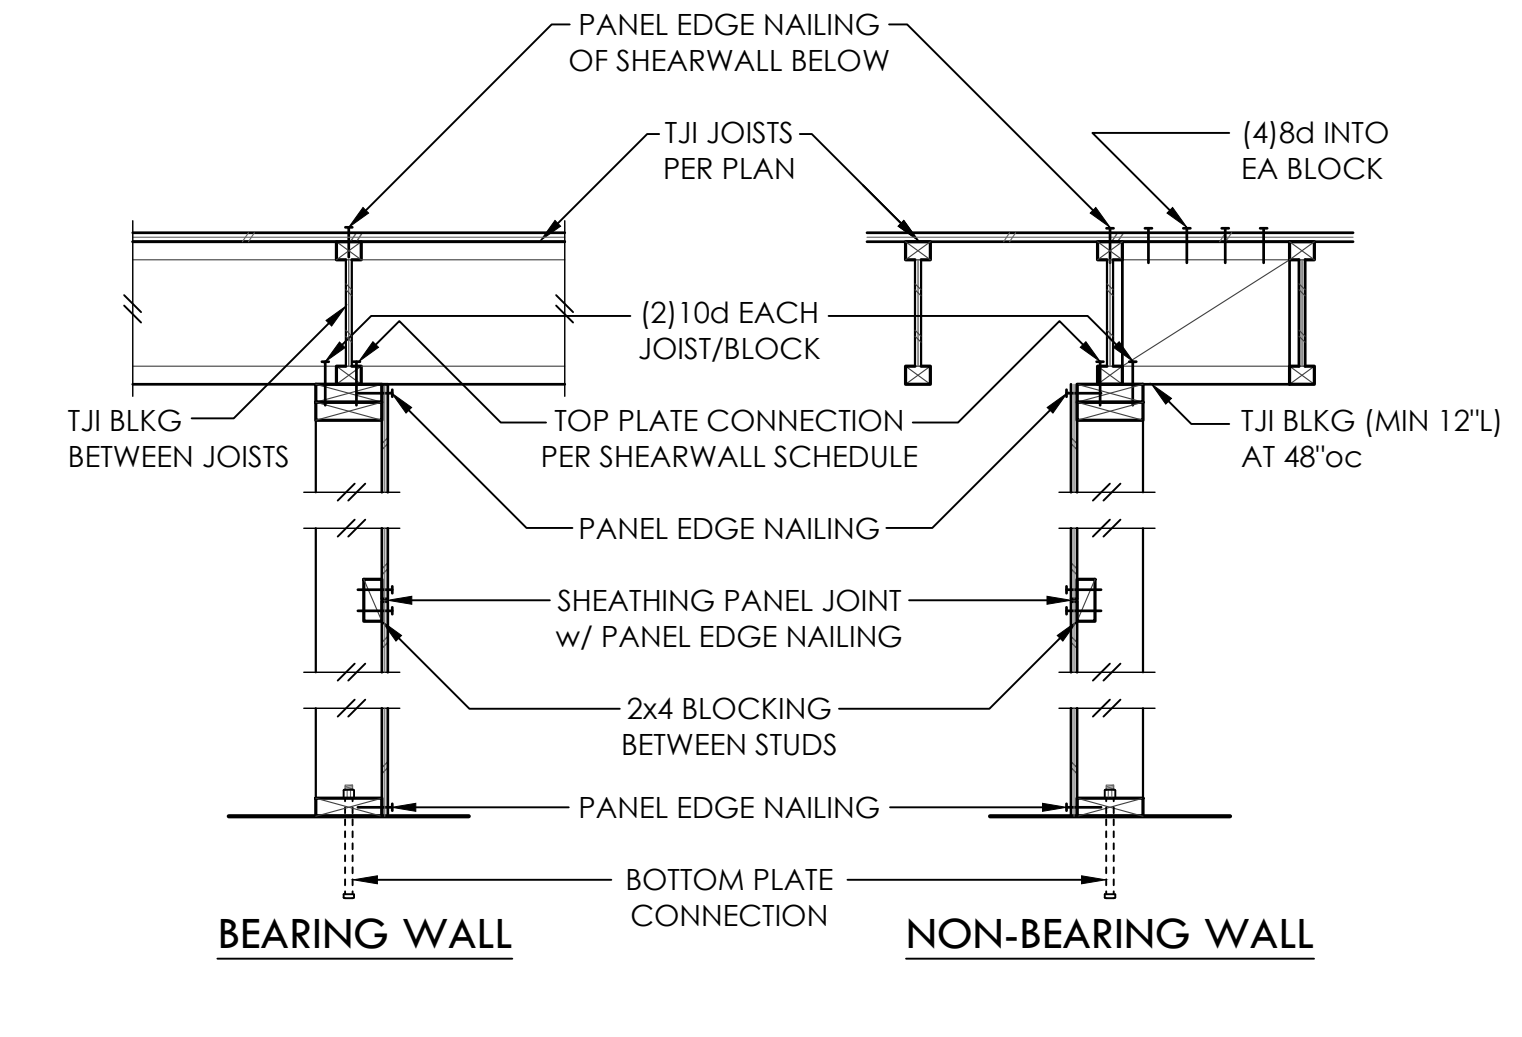 PANEL EDGE NAILING
OF SHEARWALL BELOW
TJI JOISTS
PER PLAN
(4)8d INTO
EA BLOCK
(2)10d EACH
JOIST/BLOCK
TJI BLKG
BETWEEN JOISTS
TOP PLATE CONNECTION
PER SHEARWALL SCHEDULE
TJI BLKG (MIN 12"L)
AT 48"oc
PANEL EDGE NAILING
SHEATHING PANEL JOINT
w/ PANEL EDGE NAILING
2x4 BLOCKING
BETWEEN STUDS
PANEL EDGE NAILING
BOTTOM PLATE
CONNECTION
BEARING WALL
NON-BEARING WALL